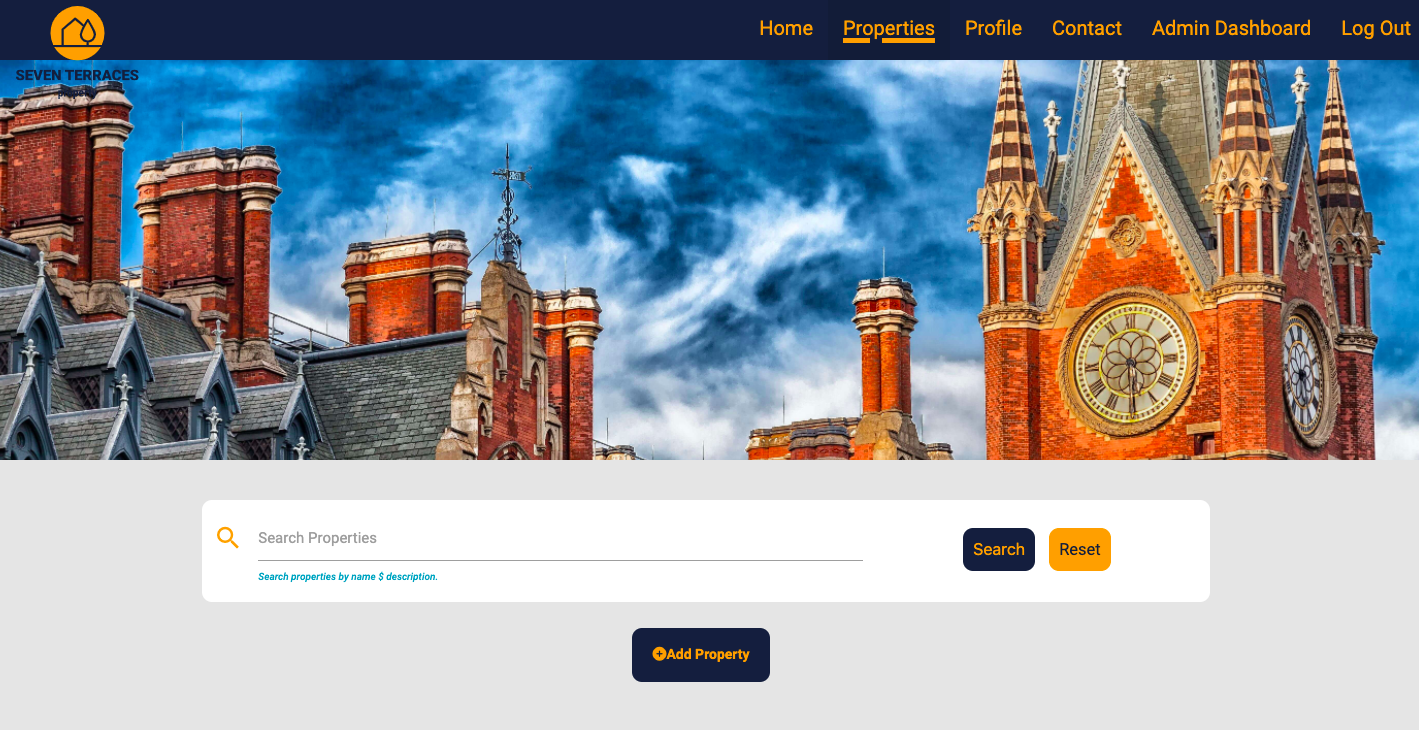 Home Properties Profile Contact Admin Dashboard Log Out
SEVEN TERRACES
Search Properties
Search Reset
Search properties by name $ description.
Add Property